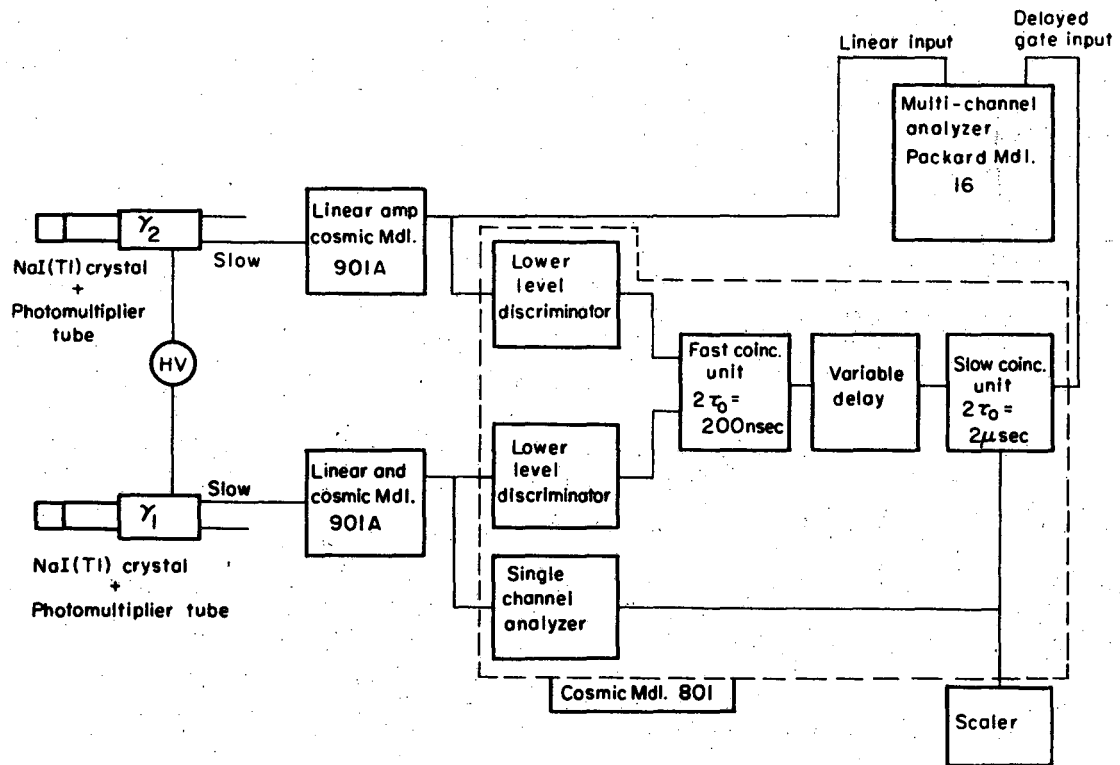 Delayed
gate input
Linear input
Multi-channel
analyzer
Packard Mdl.
16
γ2
Slow
NaI(Tl) crystal
+
Photomultiplier
tube
Linear amp
cosmic Mdl.
901A
Lower
level
discriminator
HV
Fast coinc.
unit
2τ0=
200nsec
Variable
delay
Slow coinc.
unit
2τ0=
2μsec
γ1
Slow
NaI(Tl) crystal
+
Photomultiplier tube
Linear and
cosmic Mdl.
901A
Lower
level
discriminator
Single
channel
analyzer
Cosmic Mdl. 801
Scaler